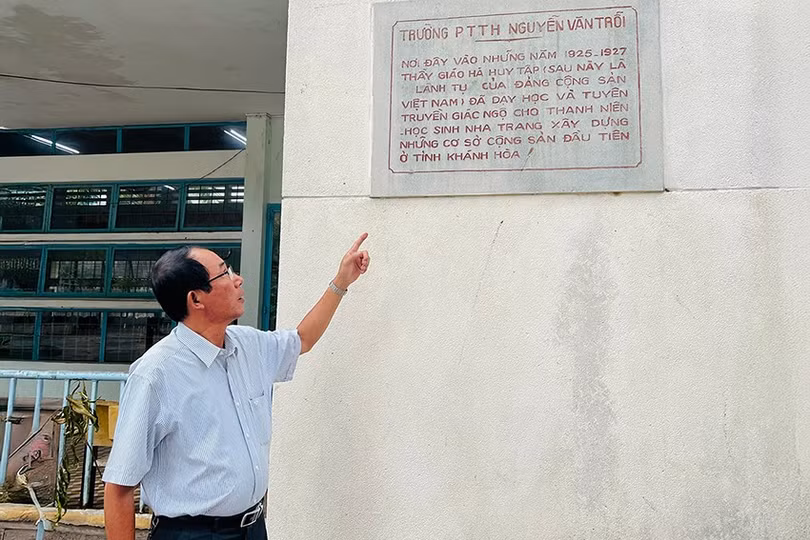 TRƯỜNG PTTH NGUYỄN VĂN TRỖI
NƠI ĐÂY VÀO NHỮNG NĂM 1925-1927
THẦY GIÁO HÀ HUY TẬP (SAU NÀY LÀ
LÃNH TỤ CỦA ĐẢNG CỘNG SẢN
VIỆT NAM) ĐÃ DẠY HỌC VÀ TUYÊN
TRUYỀN GIÁC NGỘ CHO THANH NIÊN
HỌC SINH NHA TRANG XÂY DỰNG
NHỮNG CƠ SỞ CỘNG SẢN ĐẦU TIÊN
Ở TỈNH KHÁNH HÒA